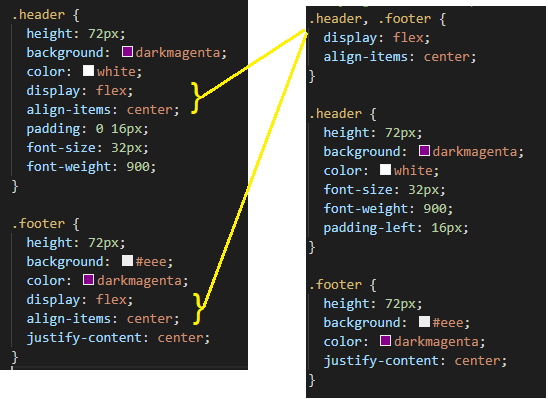 .header {
height: 72px;
background: darkmagenta;
color: white;
display: flex;
align-items: center;
padding: 0 16px;
font-size: 32px;
font-weight: 900;
}
.footer {
height: 72px;
background: #eee;
color: darkmagenta;
display: flex;
align-items: center;
justify-content: center;
}
.header, .footer {
display: flex;
align-items: center;
}
.header {
height: 72px;
background: darkmagenta;
color: white;
font-size: 32px;
font-weight: 900;
padding-left: 16px;
}
.footer {
height: 72px;
background: #eee;
color: darkmagenta;
justify-content: center;
}